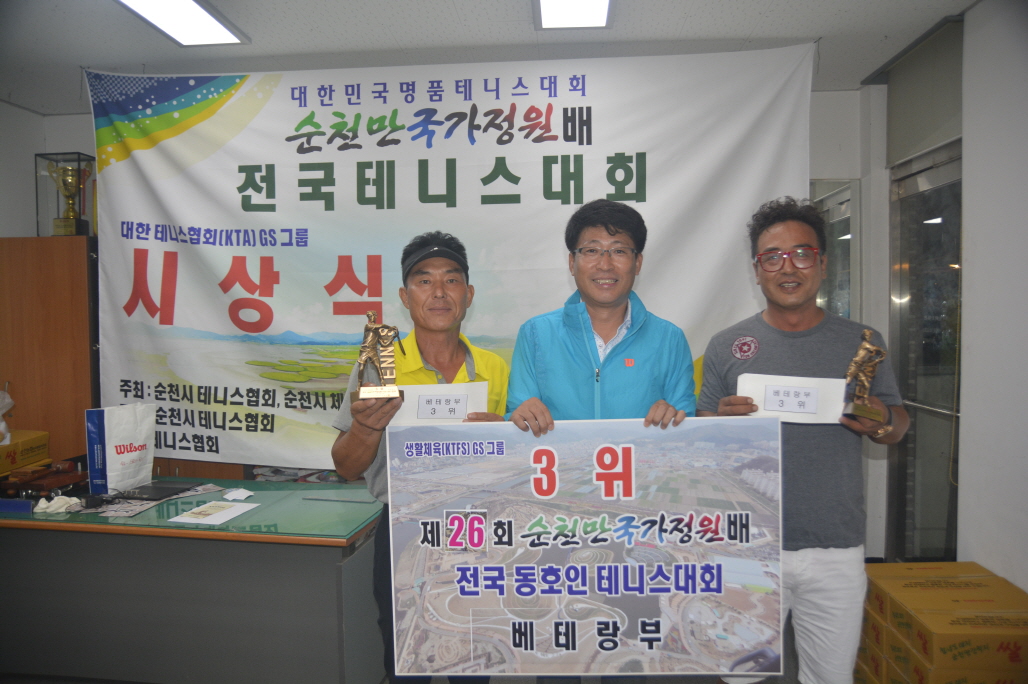 대한민국명품테니스대회
순천만국가정원배
전국테니스대회
대한 테니스협회(KTA) GS 그룹
시상식
주최 : 순천시 테니스협회, 순천시 체
순천시 테니스협회
테니스협회
Wilson
TENNIS
베테랑부
3 위
베테랑부
3 위
생활체육(KTFS) GS 그룹
3 위
제 26 회 순천만국가정원배
전국 동호인 테니스대회
베테랑부
쌀
쌀